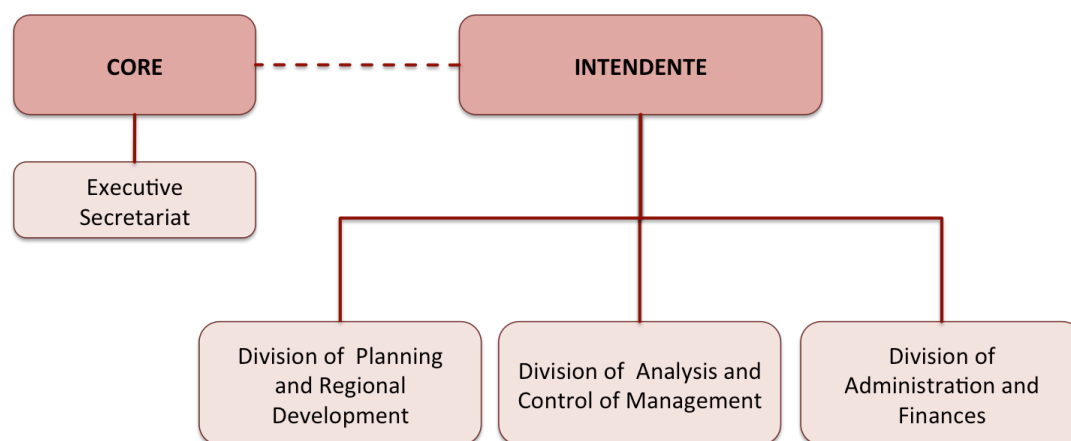 CORE
INTENDENTE
Executive
Secretariat
Division of Planning
and Regional
Development
Division of Analysis and
Control of Management
Division of
Administration and
Finances